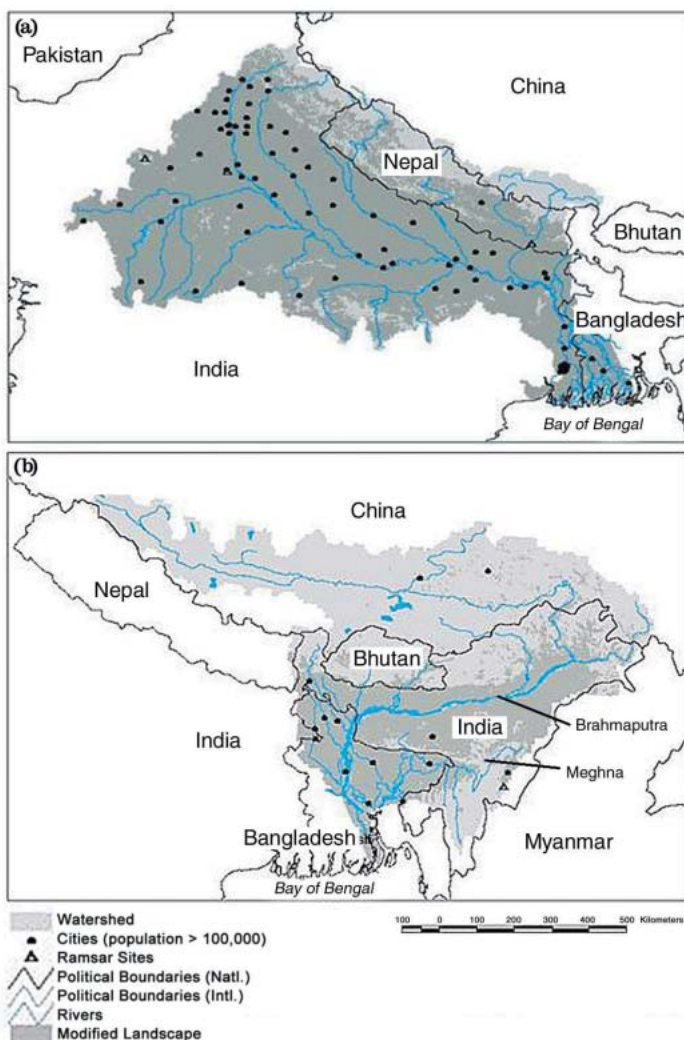 (a)
Pakistan
China
Nepal
Bhutan
Bangladesh
India
Bay of Bengal
(b)
China
Nepal
Bhutan
India
India
Brahmaputra
Meghna
Bangladesh
Myanmar
Bay of Bengal
Watershed
Cities (population > 100,000)
Ramsar Sites
Political Boundaries (Natl.)
Political Boundaries (Intl.)
Rivers
Modified Landscape
100 0 100 200 300 400 500 Kilometers